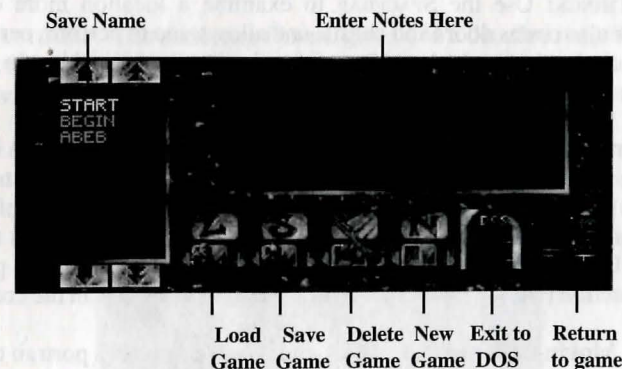 Save Name Enter Notes Here
START
BEGIN
ABEB
DOS
Load Save Delete New Exit to Return
Game Game Game Game DOS to game